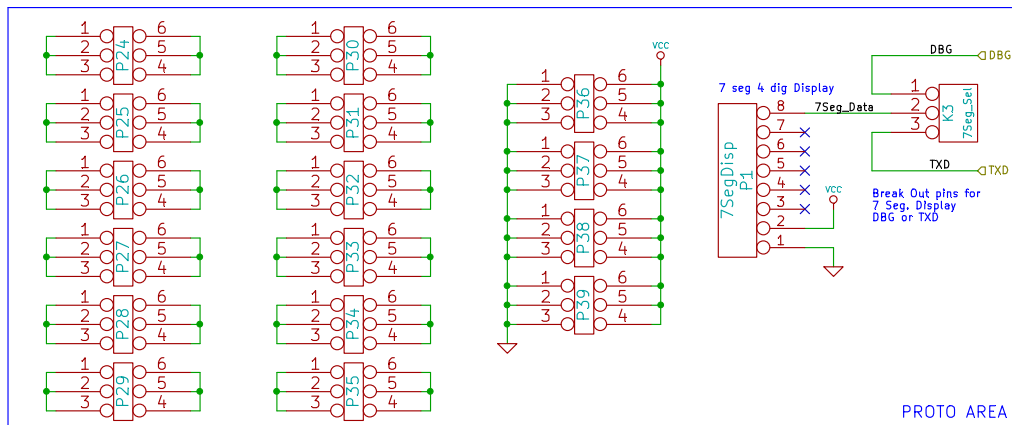 1 P24 6
2 5
3 4
1 P25 6
2 5
3 4
1 P26 6
2 5
3 4
1 P27 6
2 5
3 4
1 P28 6
2 5
3 4
1 P29 6
2 5
3 4
1 P30 6
2 5
3 4
1 P31 6
2 5
3 4
1 P32 6
2 5
3 4
1 P33 6
2 5
3 4
1 P34 6
2 5
3 4
1 P35 6
2 5
3 4
VCC
1 P36 6
2 5
3 4
1 P37 6
2 5
3 4
1 P38 6
2 5
3 4
1 P39 6
2 5
3 4
7 seg 4 dig Display
7SegDisp
P1
8
7
6
5
4
3
2
1
VCC
7Seg_Data
DBG
DBG
1
2
3
K3
7Seg_Sel
TXD
TXD
Break Out pins for
7 Seg. Display
DBG or TXD
PROTO AREA